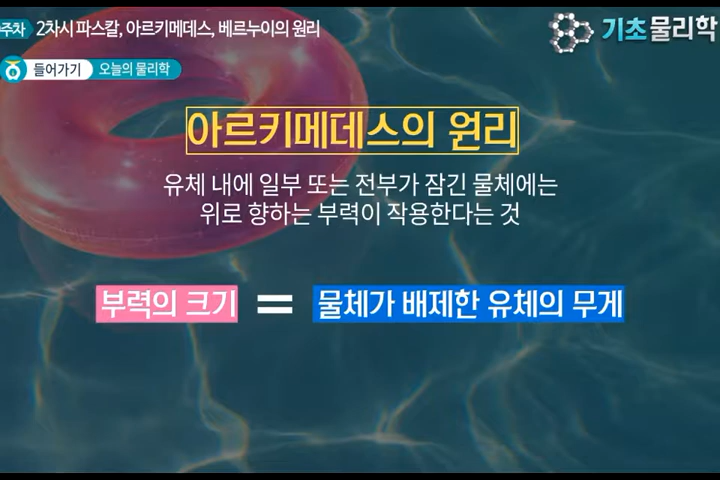 주차 2차시 파스칼, 아르키메데스, 베르누이의 원리
기초물리학
들어가기 오늘의 물리학
아르키메데스의 원리
유체 내에 일부 또는 전부가 잠긴 물체에는
위로 향하는 부력이 작용한다는 것
부력의 크기 = 물체가 배제한 유체의 무게